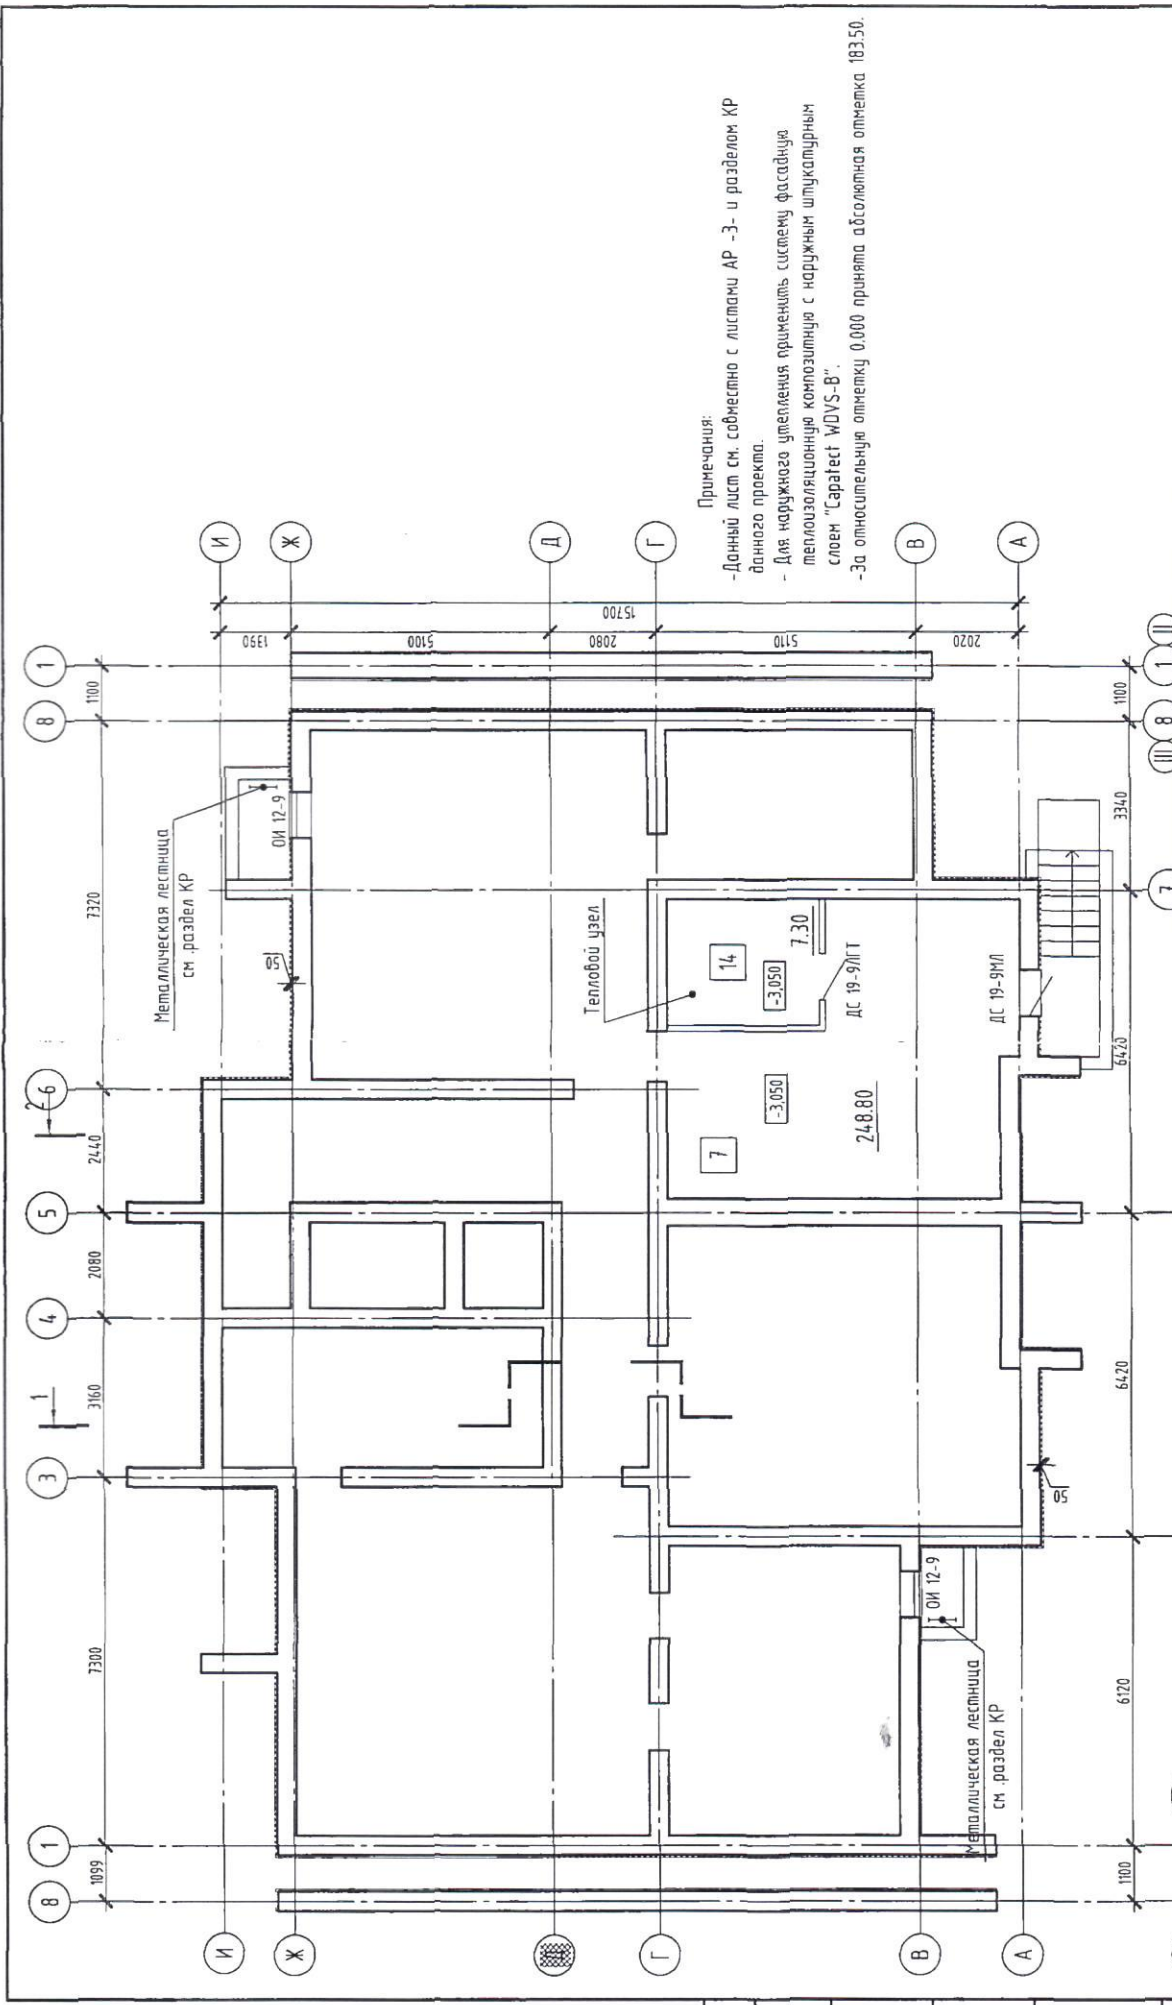 8
1
3
4
5
6
2
8
1
1
1099
7300
3160
2080
2440
7320
1100
Металлическая лестница
см .раздел КР
50
ОИ 12-9
И
Ж
Г
В
А
И
Ж
Д
Г
В
А
1390
5100
2080
5110
2020
15700
Тепловой узел
14
-3,050
7.30
ДС 19-9ЛГТ
7
-3,050
248.80
ДС 19-9МЛ
ОИ 12-9
Металлическая лестница
см .раздел КР
50
1100
6120
6420
6420
3340
1100
7
8
1
III
II
Примечания:
-Данный лист см. совместно с листами АР -3- и разделом КР
данного проекта.
- Для наружного утепления применить систему фасадную
теплоизоляционную композитную с наружным штукатурным
слоем "Capatect WDVS-B".
-За относительную отметку 0.000 принята абсолютная отметка 183.50.